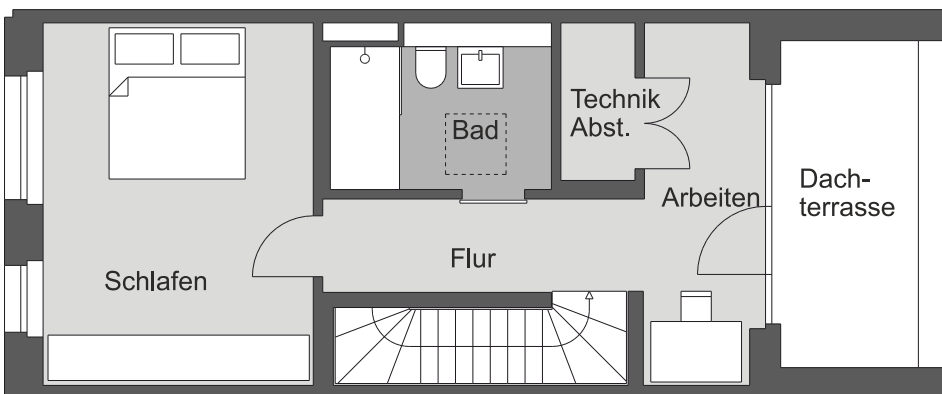 Technik
Abst.
Bad
Arbeiten
Dach-
terrasse
Flur
Schlafen